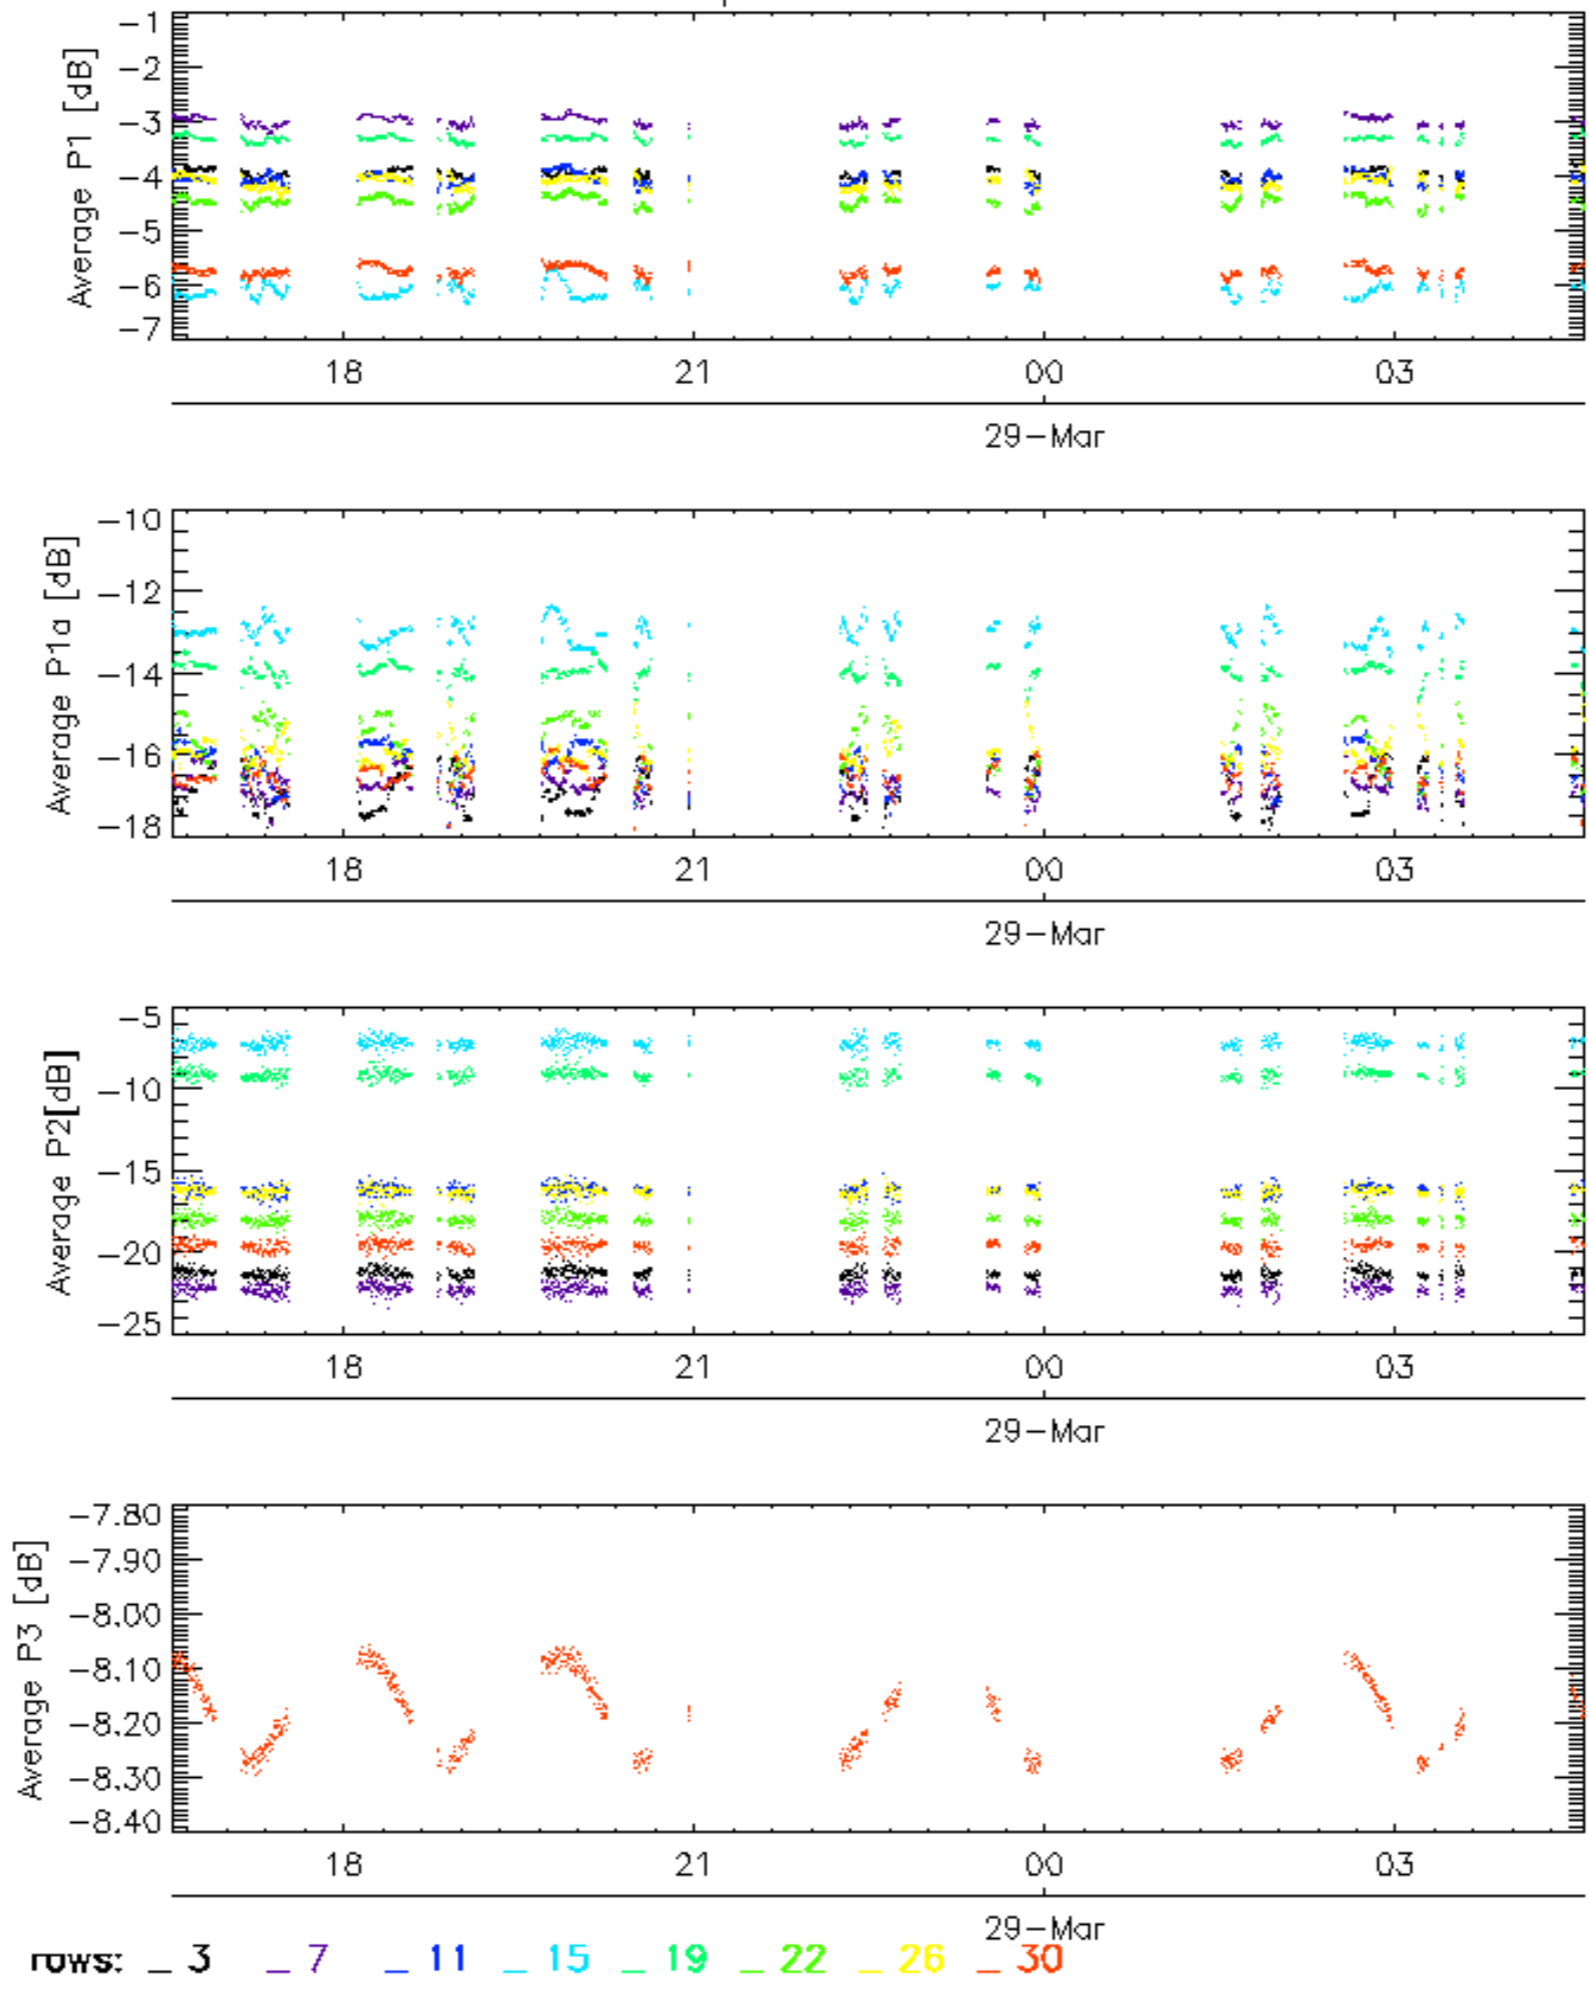 Average P1 [dB]
-1
-2
-3
-4
-5
-6
-7
18 21 00 03
29-Mar
Average P1a [dB]
-10
-12
-14
-16
-18
18 21 00 03
29-Mar
Average P2[dB]
-5
-10
-15
-20
-25
18 21 00 03
29-Mar
Average P3 [dB]
-7.80
-7.90
-8.00
-8.10
-8.20
-8.30
-8.40
18 21 00 03
29-Mar
rows: _ 3 _ 7 _ 11 _ 15 _ 19 _ 22 _ 26 _ 30